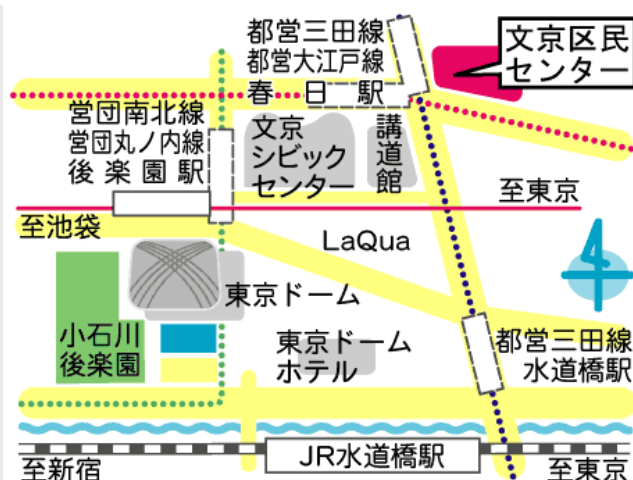 都営三田線
都営大江戸線
春日駅
文京区民
センター
営団南北線
営団丸ノ内線
後楽園駅
文京
シビック
センター
講道館
至東京
至池袋
LaQua
東京ドーム
小石川
後楽園
東京ドーム
ホテル
都営三田線
水道橋駅
JR水道橋駅
至新宿
至東京